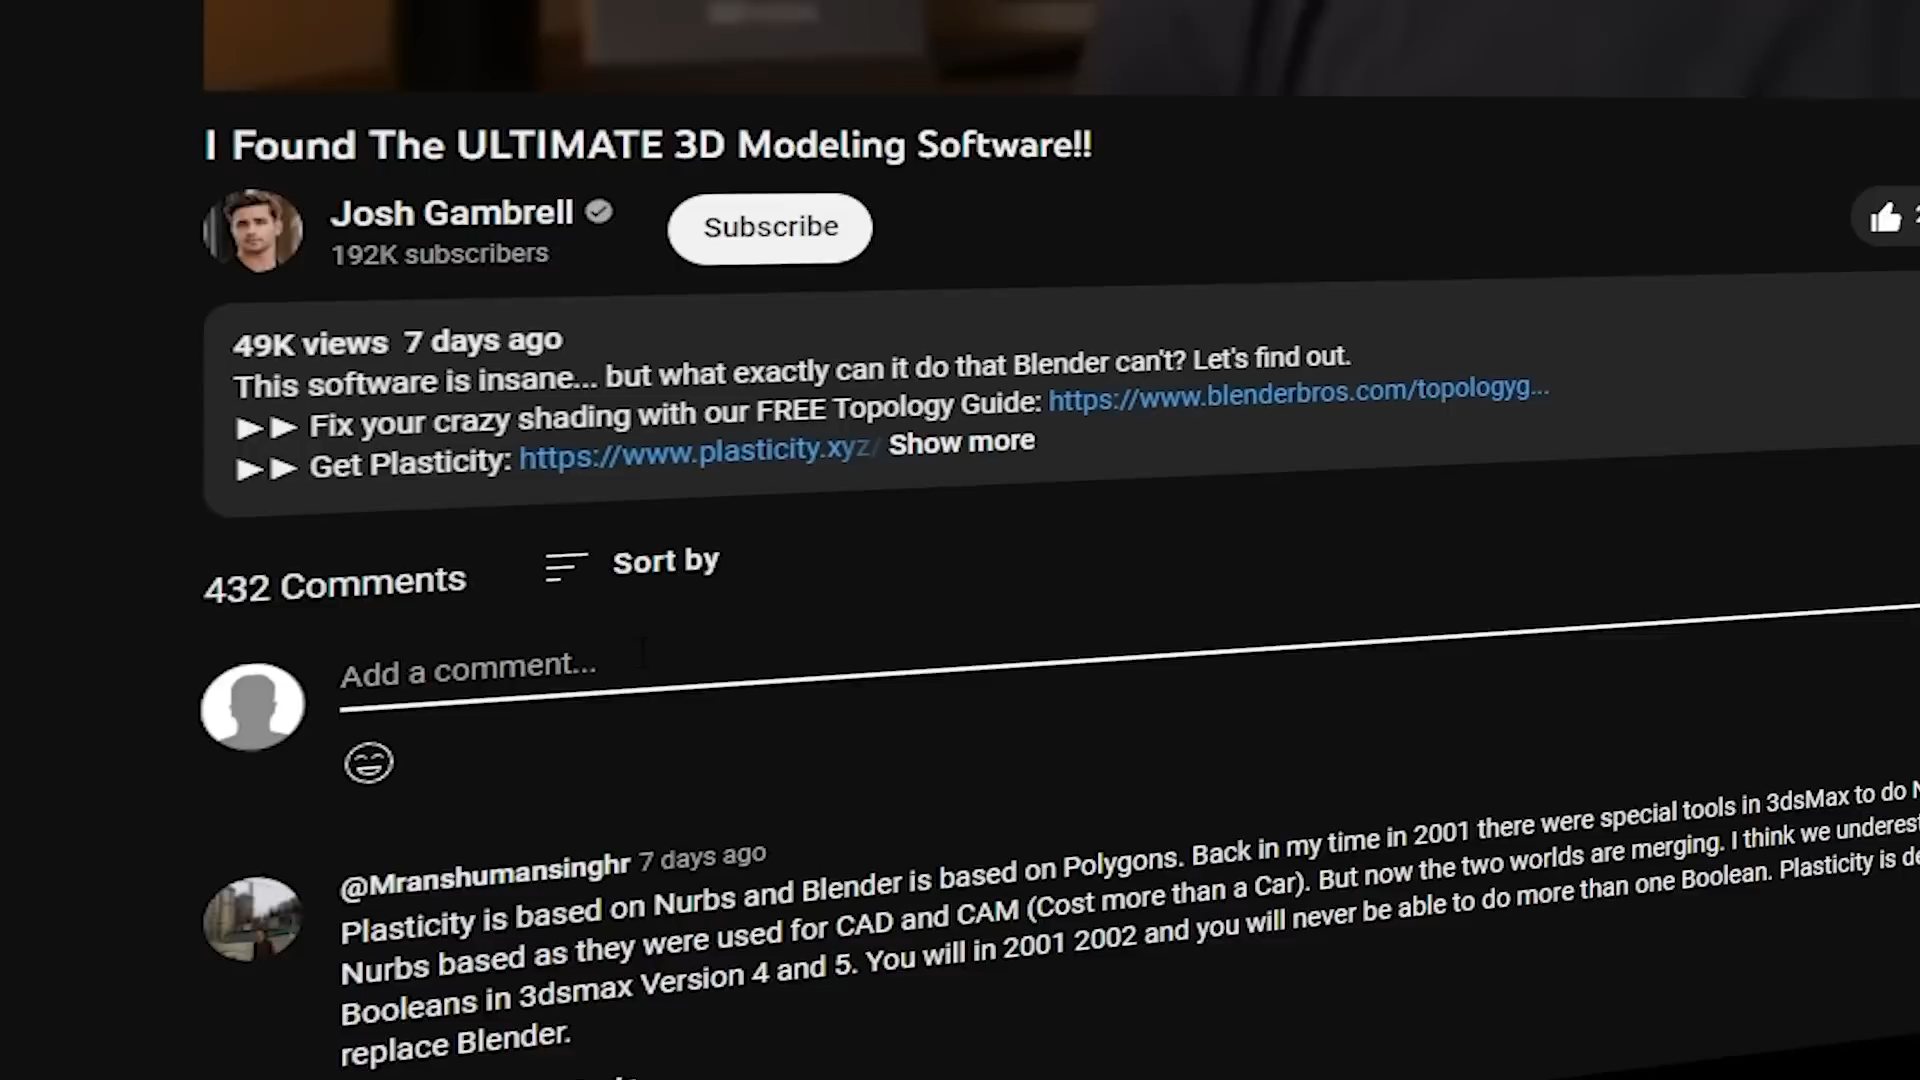 I Found The ULTIMATE 3D Modeling Software!!
Josh Gambrell
192K subscribers
Subscribe
49K views 7 days ago
This software is insane... but what exactly can it do that Blender can't? Let's find out.
▶▶ Fix your crazy shading with our FREE Topology Guide: https://www.blenderbros.com/topologyg...
▶▶ Get Plasticity: https://www.plasticity.xyz/ Show more
432 Comments
Sort by
Add a comment...
@Mranshumansinghr 7 days ago
Plasticity is based on Nurbs and Blender is based on Polygons. Back in my time in 2001 there were special tools in 3dsMax to do
Nurbs based as they were used for CAD and CAM (Cost more than a Car). But now the two worlds are merging. I think we
Booleans in 3dsmax Version 4 and 5. You will in 2001 2002 and you will never be able to do more than one Boolean. Plasticity is
replace Blender.